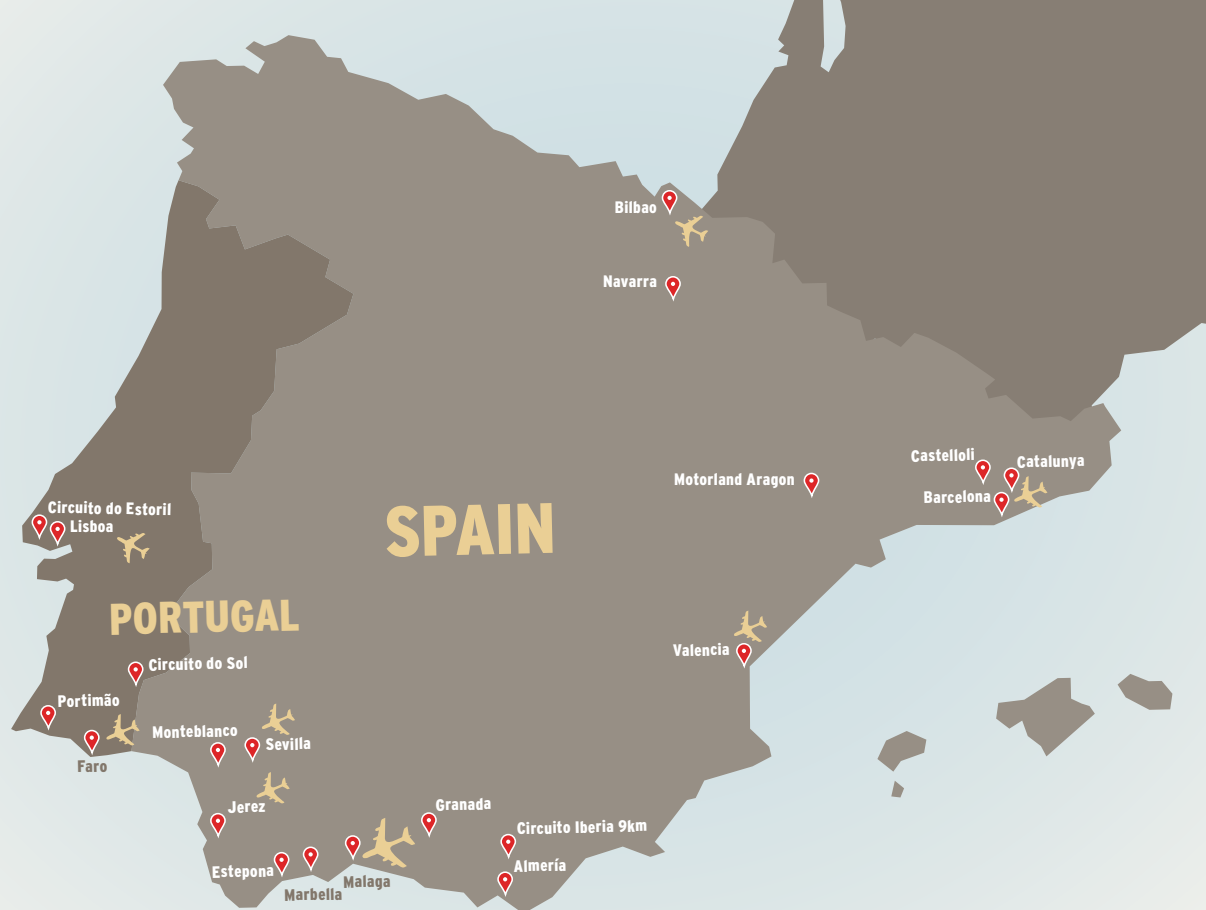 Bilbao
Navarra
Castelloli
Catalunya
Motorland Aragon
Barcelona
Circuito do Estoril
Lisboa
SPAIN
PORTUGAL
Valencia
Circuito do Sol
Portimão
Monteblanco
Sevilla
Faro
Jerez
Granada
Circuito Iberia 9km
Almería
Estepona
Malaga
Marbella